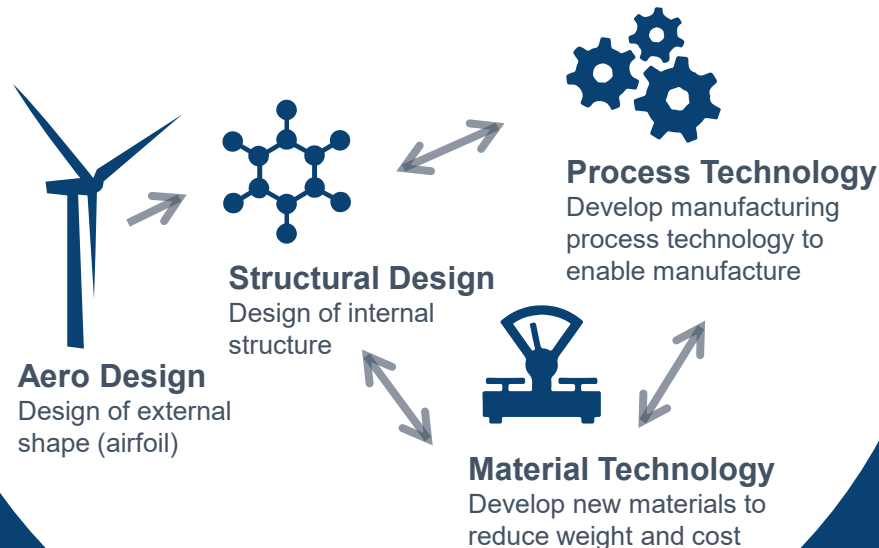 Process Technology
Develop manufacturing
process technology to
enable manufacture
Structural Design
Design of internal
structure
Aero Design
Design of external
shape (airfoil)
Material Technology
Develop new materials to
reduce weight and cost